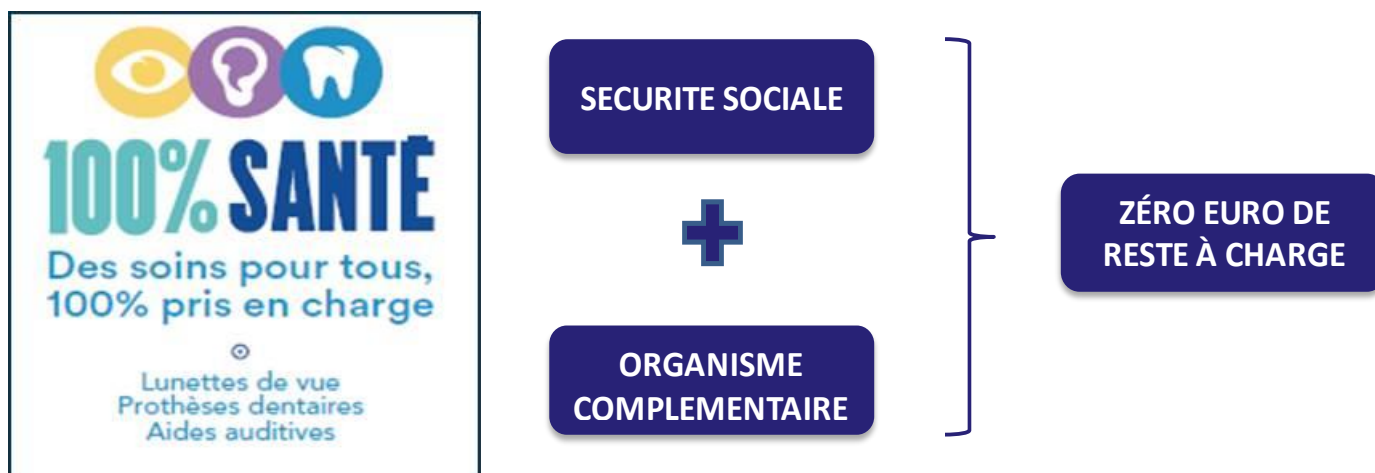 100% SANTÉ
Des soins pour tous,
100% pris en charge
Lunettes de vue
Prothèses dentaires
Aides auditives
SECURITE SOCIALE
ORGANISME
COMPLEMENTAIRE
ZÉRO EURO DE
RESTE À CHARGE